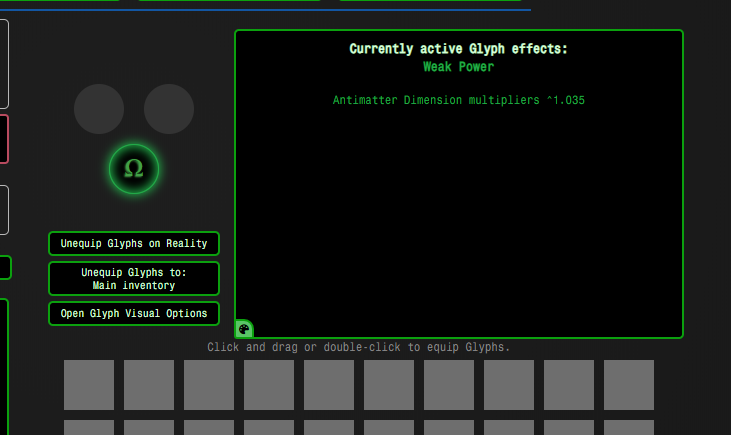 Currently active Glyph effects:
Weak Power
Antimatter Dimension multipliers ^1.035
Ω
Unequip Glyphs on Reality
Unequip Glyphs to:
Main inventory
Open Glyph Visual Options
Click and drag or double-click to equip Glyphs.